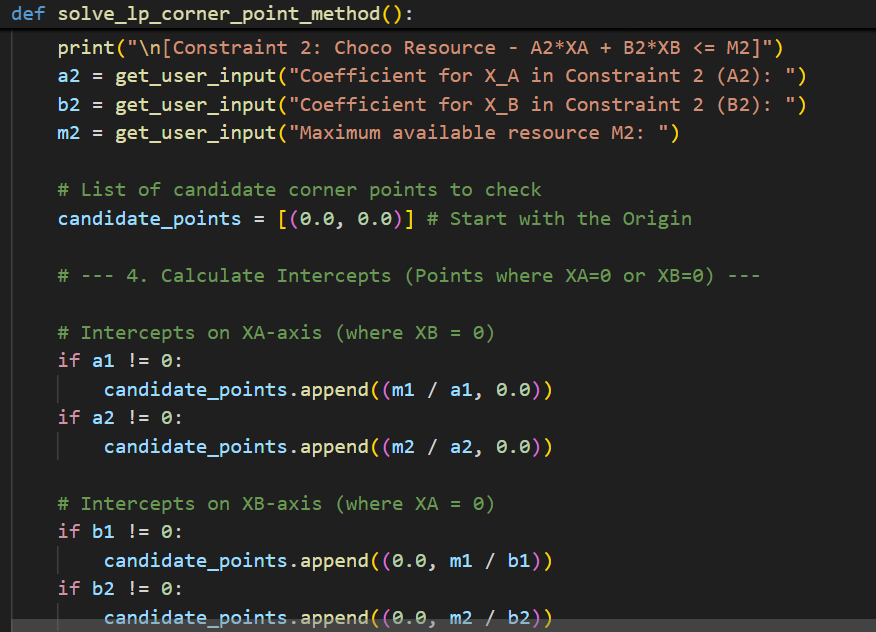 def solve_lp_corner_point_method():
    print("\n[Constraint 2: Choco Resource - A2*XA + B2*XB <= M2]")
    a2 = get_user_input("Coefficient for X_A in Constraint 2 (A2): ")
    b2 = get_user_input("Coefficient for X_B in Constraint 2 (B2): ")
    m2 = get_user_input("Maximum available resource M2: ")

    # List of candidate corner points to check
    candidate_points = [(0.0, 0.0)] # Start with the Origin

    # --- 4. Calculate Intercepts (Points where XA=0 or XB=0) ---

    # Intercepts on XA-axis (where XB = 0)
    if a1 != 0:
        candidate_points.append((m1 / a1, 0.0))
    if a2 != 0:
        candidate_points.append((m2 / a2, 0.0))

    # Intercepts on XB-axis (where XA = 0)
    if b1 != 0:
        candidate_points.append((0.0, m1 / b1))
    if b2 != 0:
        candidate_points.append((0.0, m2 / b2))